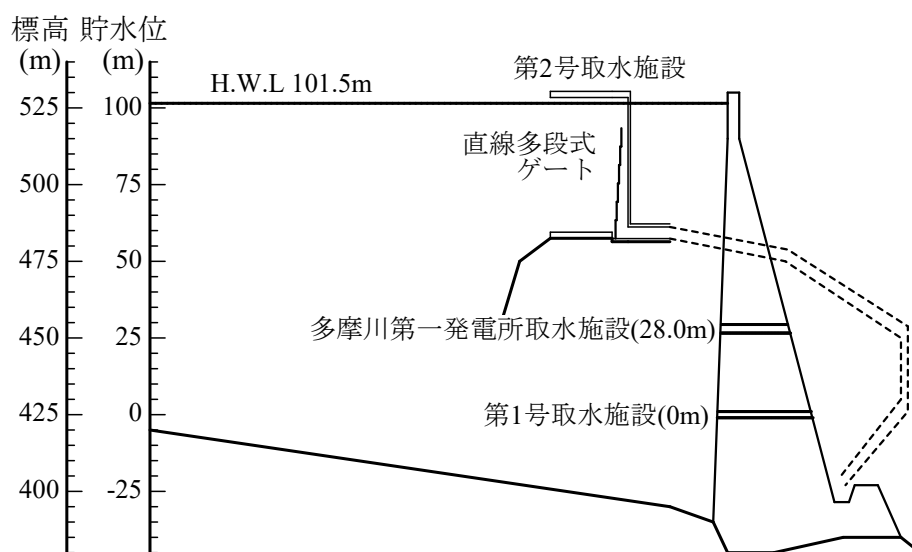 標高 貯水位
(m) (m)
H.W.L 101.5m
第2号取水施設
525 100
直線多段式
ゲート
500 75
475 50
多摩川第一発電所取水施設(28.0m)
450 25
第1号取水施設(0m)
425 0
400 -25